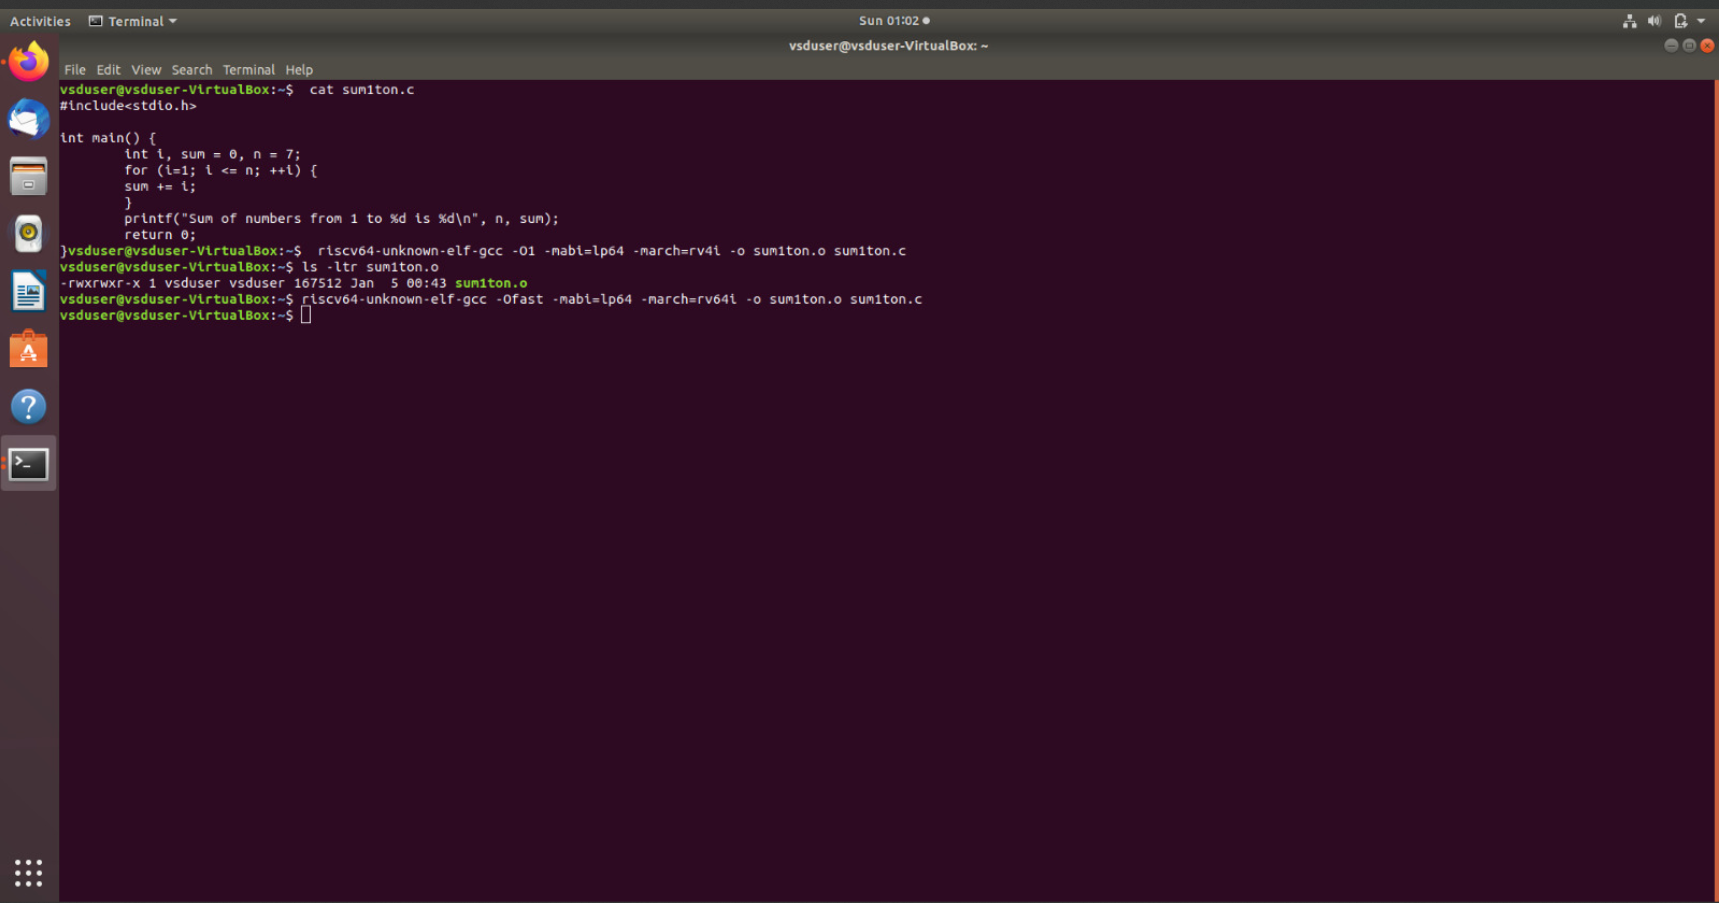 Activities Terminal Sun 01:02
vsduser@vsduser-VirtualBox: ~
File Edit View Search Terminal Help
vsduser@vsduser-VirtualBox:~$  cat sum1ton.c
#include<stdio.h>
int main() {
        int i, sum = 0, n = 7;
        for (i=1; i <= n; ++i) {
        sum += i;
        }
        printf("Sum of numbers from 1 to %d is %d\n", n, sum);
        return 0;
}vsduser@vsduser-VirtualBox:~$  riscv64-unknown-elf-gcc -O1 -mabi=lp64 -march=rv4i -o sum1ton.o sum1ton.c
vsduser@vsduser-VirtualBox:~$ ls -ltr sum1ton.o
-rwxrwxr-x 1 vsduser vsduser 167512 Jan  5 00:43 sum1ton.o
vsduser@vsduser-VirtualBox:~$ riscv64-unknown-elf-gcc -Ofast -mabi=lp64 -march=rv64i -o sum1ton.o sum1ton.c
vsduser@vsduser-VirtualBox:~$